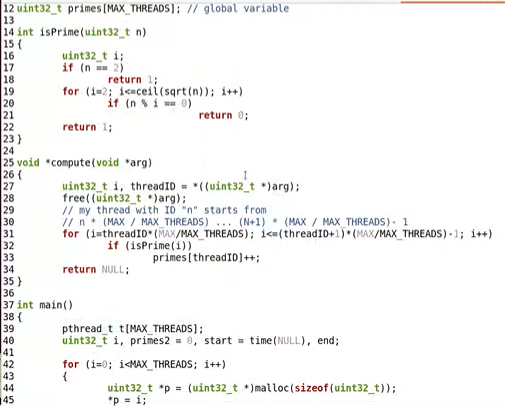 12 uint32_t primes[MAX_THREADS]; // global variable
13
14 int isPrime(uint32_t n)
15 {
16         uint32_t i;
17         if (n == 2)
18                 return 1;
19         for (i=2; i<=ceil(sqrt(n)); i++)
20                 if (n % i == 0)
21                                 return 0;
22         return 1;
23 }
24
25 void *compute(void *arg)
26 {
27         uint32_t i, threadID = *((uint32_t *)arg);
28         free((uint32_t *)arg);
29         // my thread with ID "n" starts from
30         // n * (MAX / MAX_THREADS) ... (N+1) * (MAX / MAX_THREADS)- 1
31         for (i=threadID*(MAX/MAX_THREADS); i<=(threadID+1)*(MAX/MAX_THREADS)-1; i++)
32                 if (isPrime(i))
33                         primes[threadID]++;
34         return NULL;
35 }
36
37 int main()
38 {
39         pthread_t t[MAX_THREADS];
40         uint32_t i, primes2 = 0, start = time(NULL), end;
41
42         for (i=0; i<MAX_THREADS; i++)
43         {
44                 uint32_t *p = (uint32_t *)malloc(sizeof(uint32_t));
45                 *p = i;